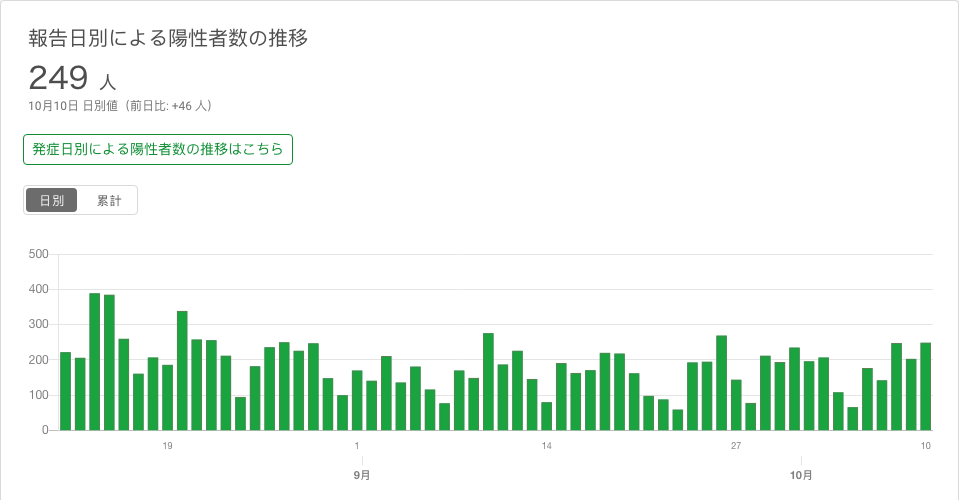 報告日別による陽性者数の推移
249 人
10月10日 日別値（前日比: +46 人）
発症日別による陽性者数の推移はこちら
日別 累計
500
400
300
200
100
0
19 1 14 27 10
9月 10月